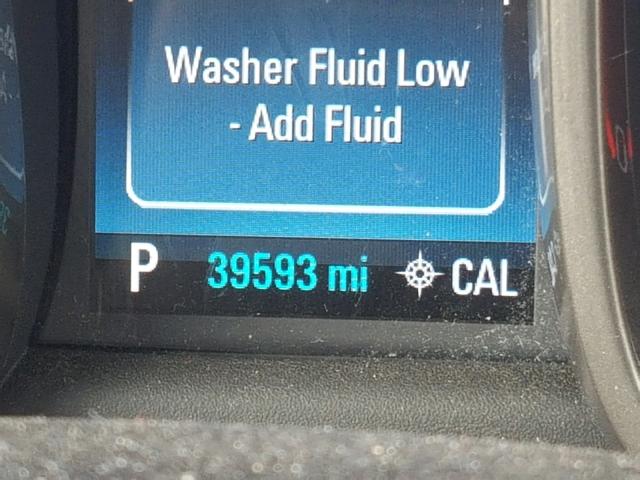 Washer Fluid Low
- Add Fluid
P 39593 mi CAL